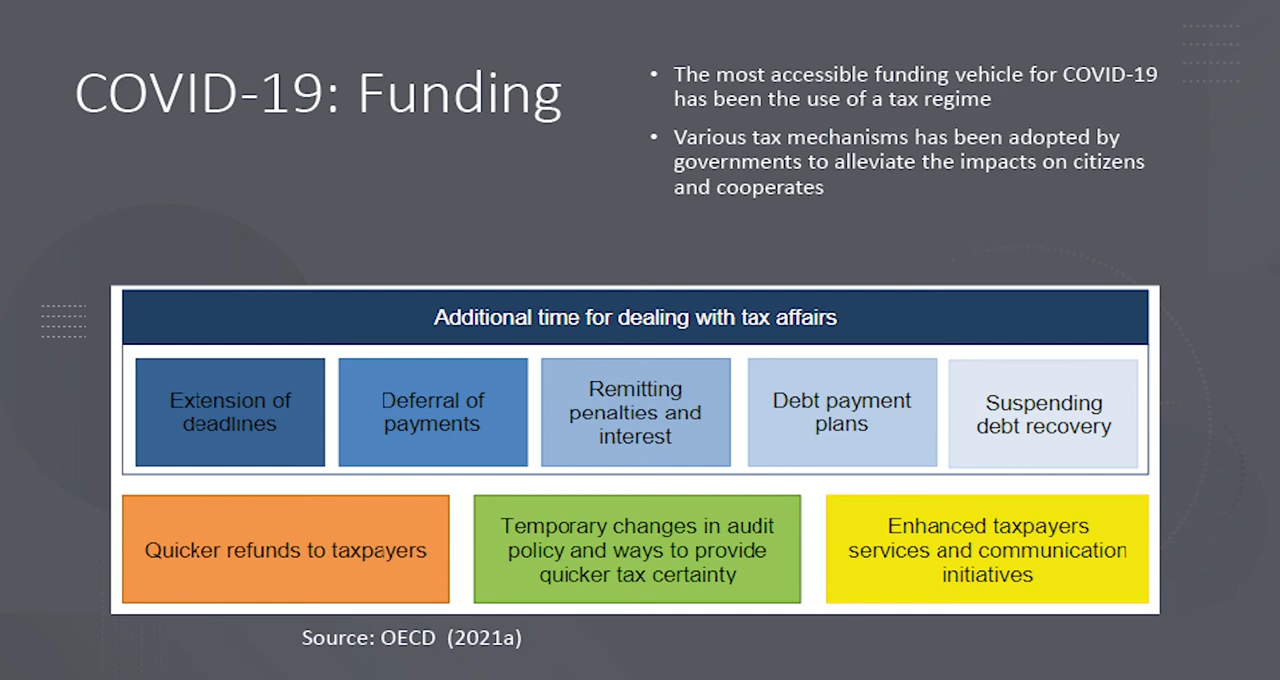 COVID-19: Funding
• The most accessible funding vehicle for COVID-19
has been the use of a tax regime
• Various tax mechanisms has been adopted by
governments to alleviate the impacts on citizens
and cooperates
Additional time for dealing with tax affairs
Extension of
deadlines
Deferral of
payments
Remitting
penalties and
interest
Debt payment
plans
Suspending
debt recovery
Quicker refunds to taxpayers
Temporary changes in audit
policy and ways to provide
quicker tax certainty
Enhanced taxpayers
services and communication
initiatives
Source: OECD (2021a)